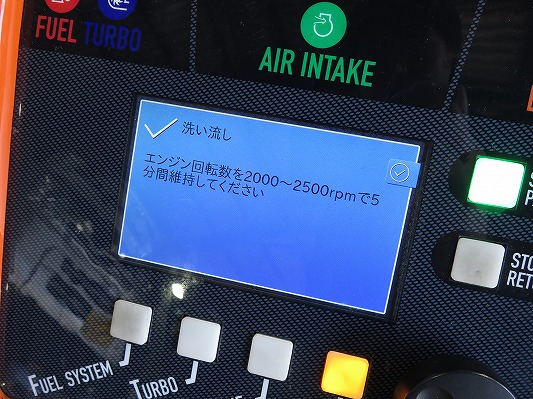 FUEL TURBO
AIR INTAKE
洗い流し
エンジン回転数を2000～2500rpmで5
分間維持してください
FUEL SYSTEM
TURBO